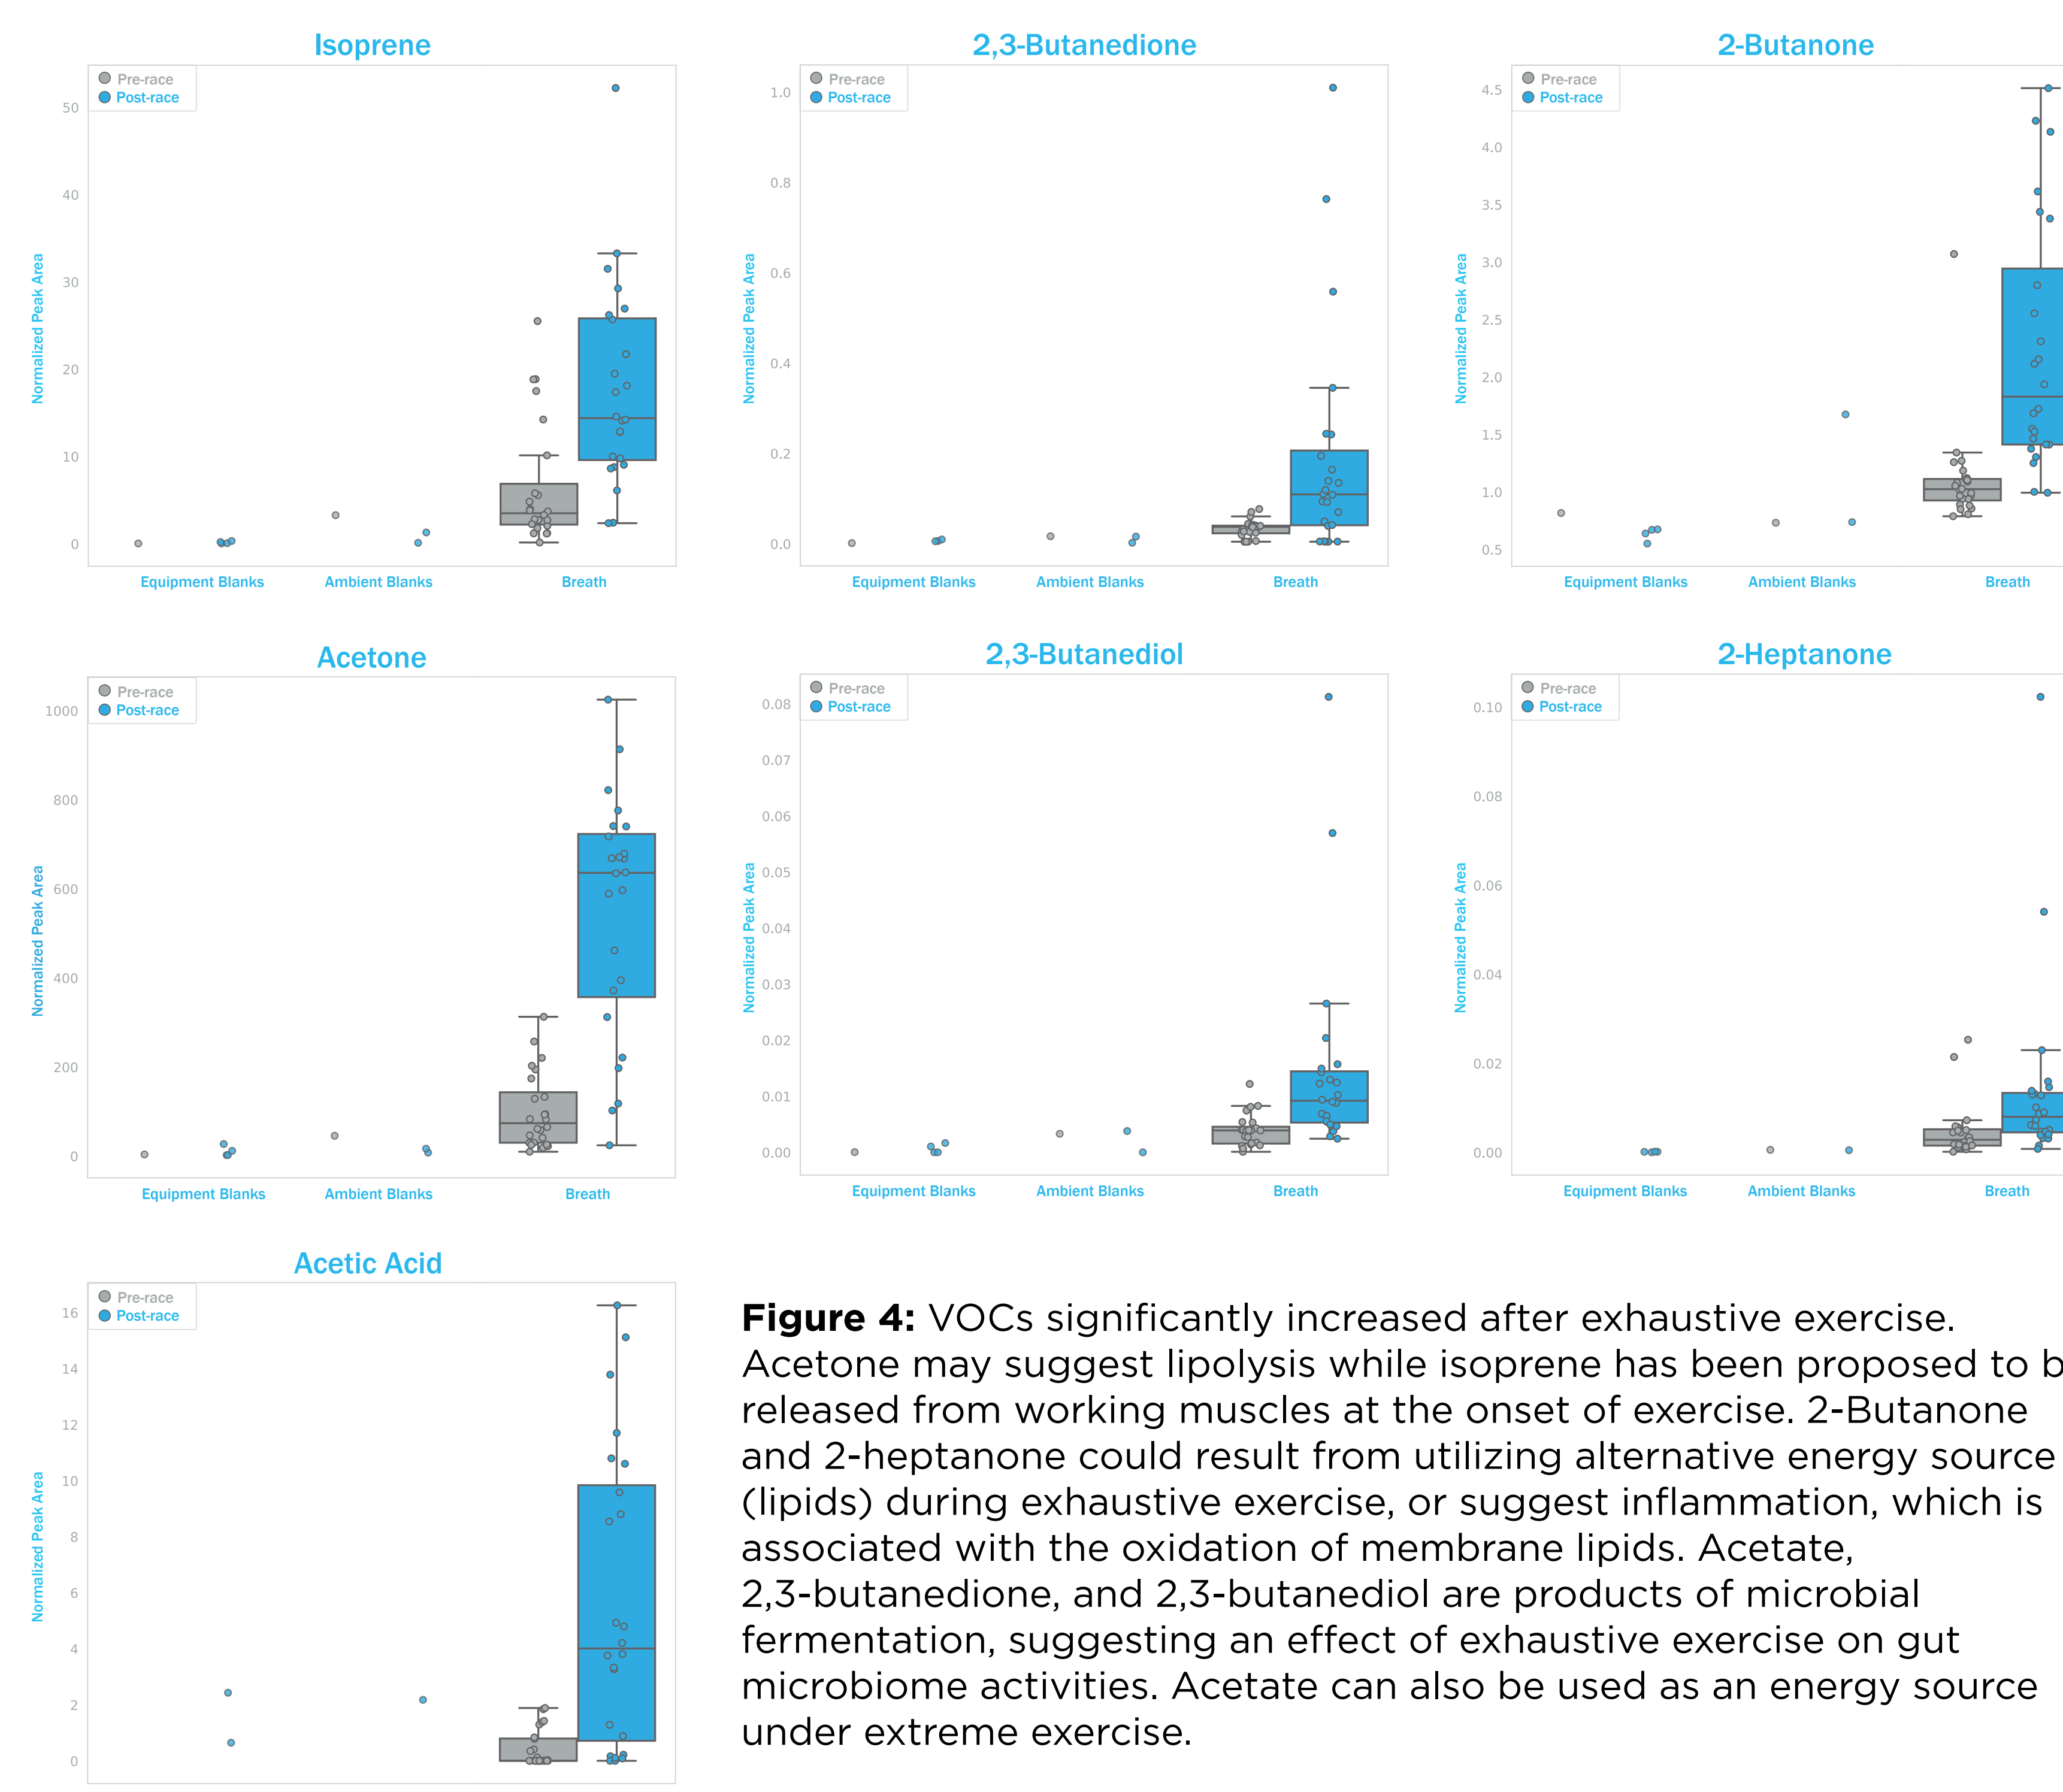 Isoprene
Pre-race
Post-race
Normalized Peak Area
50
40
30
20
10
0
Equipment Blanks
Ambient Blanks
Breath
2,3-Butanedione
Pre-race
Post-race
Normalized Peak Area
1.0
0.8
0.6
0.4
0.2
0.0
Equipment Blanks
Ambient Blanks
Breath
2-Butanone
Pre-race
Post-race
Normalized Peak Area
4.5
4.0
3.5
3.0
2.5
2.0
1.5
1.0
0.5
Equipment Blanks
Ambient Blanks
Breath
Acetone
Pre-race
Post-race
Normalized Peak Area
1000
800
600
400
200
0
Equipment Blanks
Ambient Blanks
Breath
2,3-Butanediol
Pre-race
Post-race
Normalized Peak Area
0.08
0.07
0.06
0.05
0.04
0.03
0.02
0.01
0.00
Equipment Blanks
Ambient Blanks
Breath
2-Heptanone
Pre-race
Post-race
Normalized Peak Area
0.10
0.08
0.06
0.04
0.02
0.00
Equipment Blanks
Ambient Blanks
Breath
Acetic Acid
Pre-race
Post-race
Normalized Peak Area
16
14
12
10
8
6
4
2
0
Figure 4: VOCs significantly increased after exhaustive exercise.
Acetone may suggest lipolysis while isoprene has been proposed to
released from working muscles at the onset of exercise. 2-Butanone
and 2-heptanone could result from utilizing alternative energy source
(lipids) during exhaustive exercise, or suggest inflammation, which is
associated with the oxidation of membrane lipids. Acetate,
2,3-butanedione, and 2,3-butanediol are products of microbial
fermentation, suggesting an effect of exhaustive exercise on gut
microbiome activities. Acetate can also be used as an energy source
under extreme exercise.